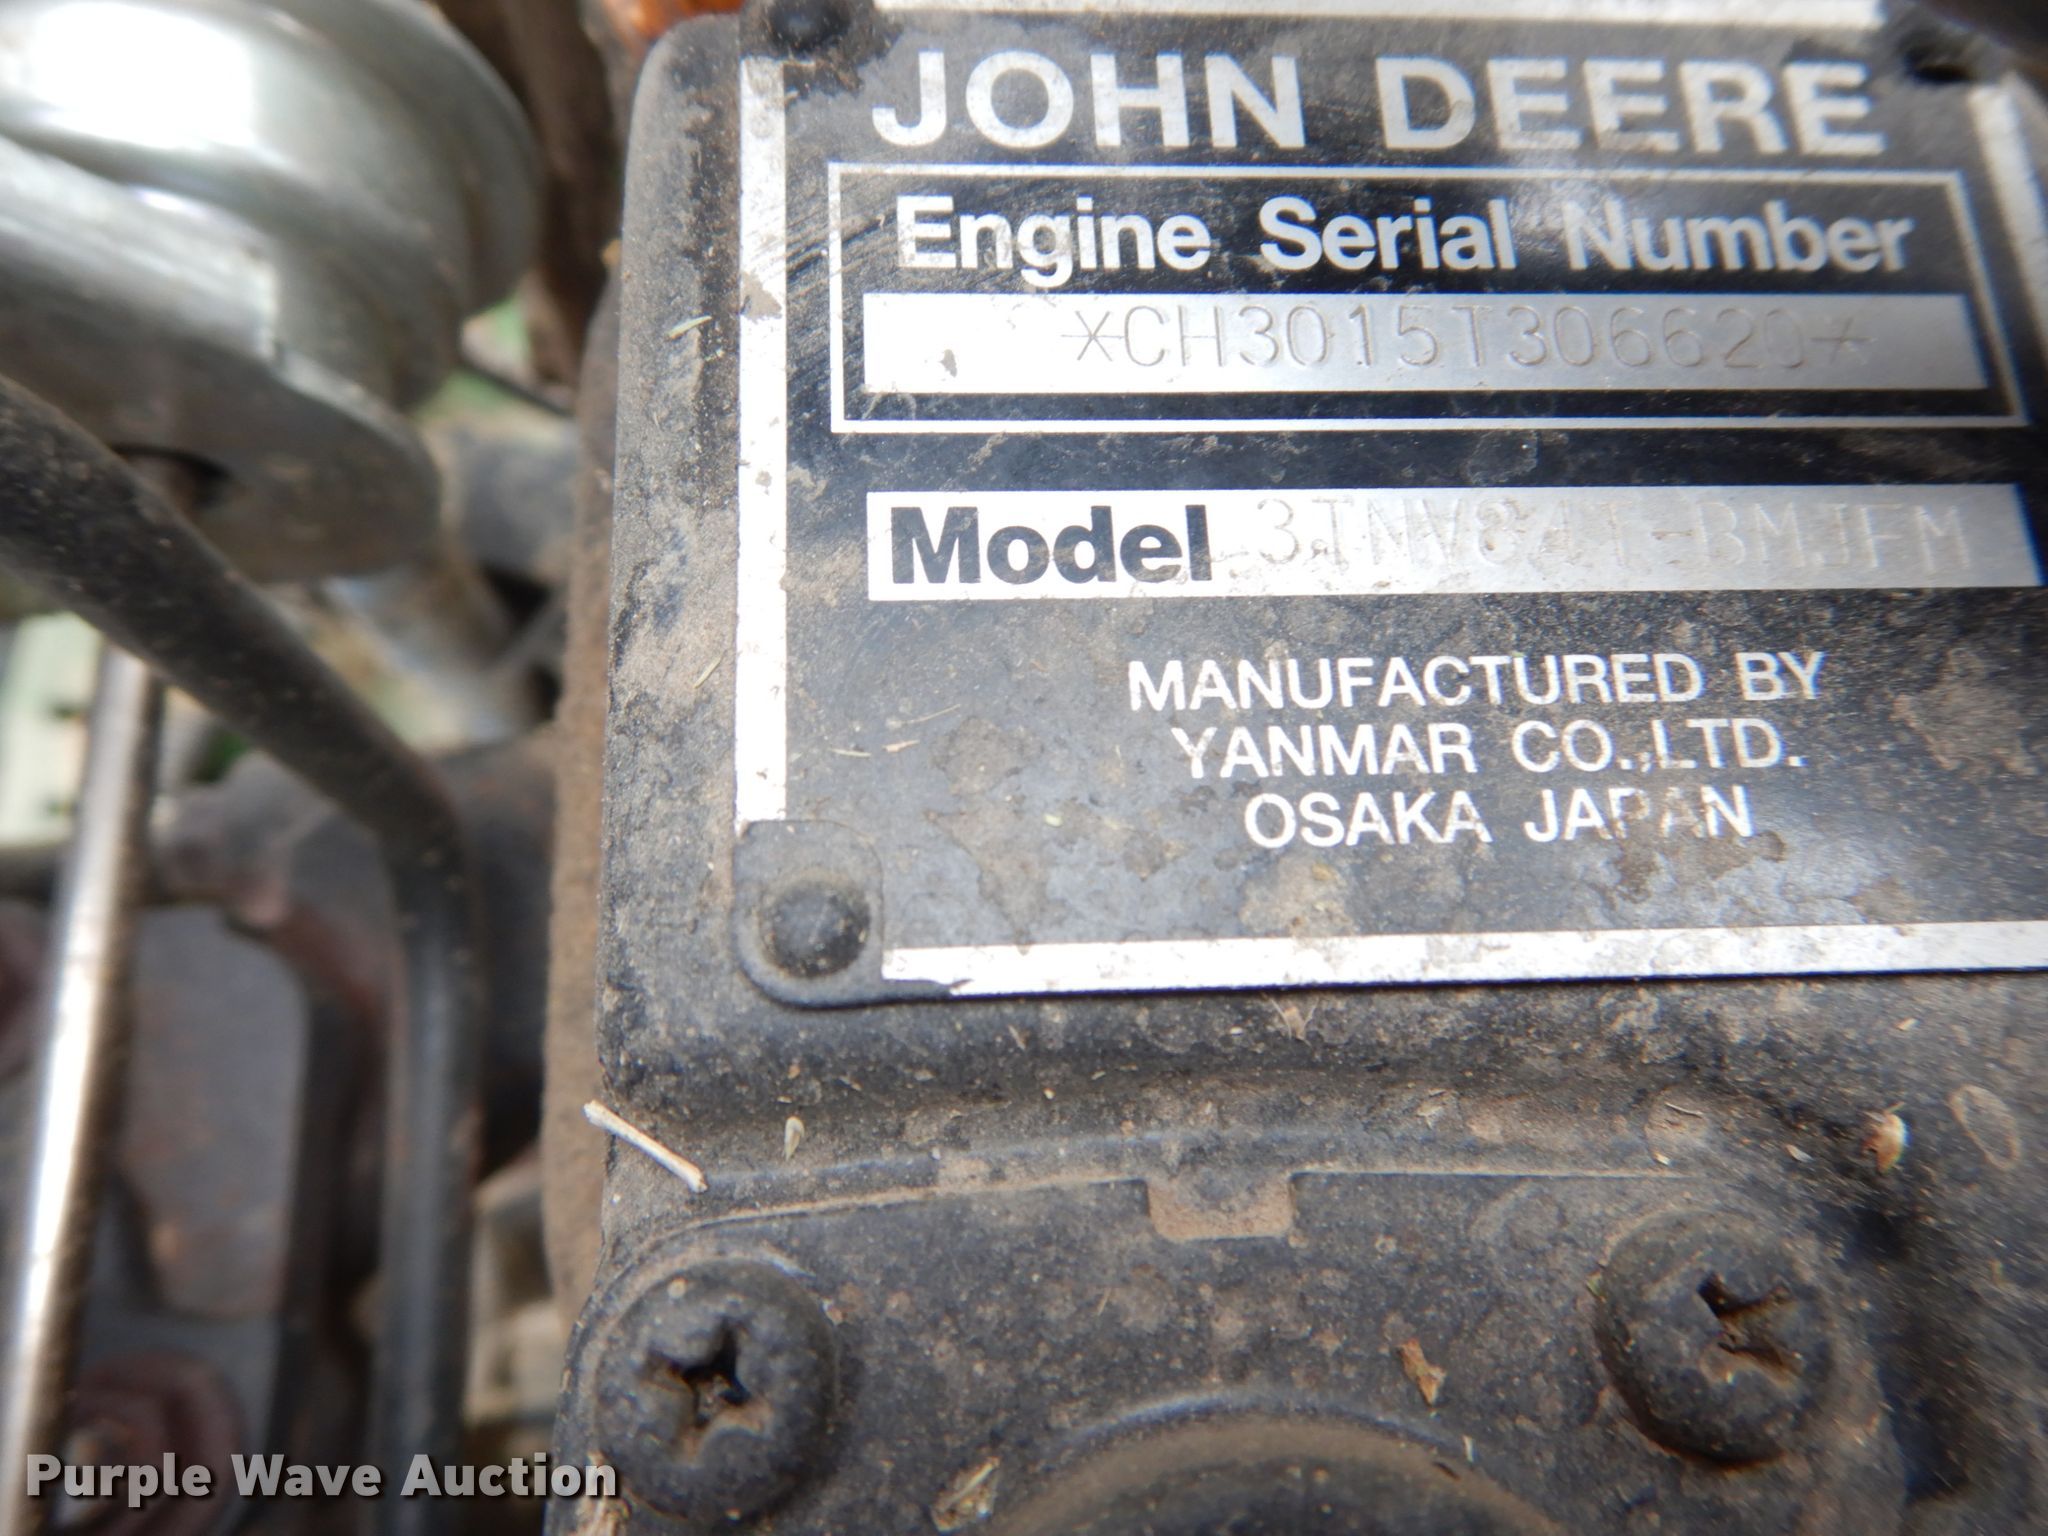 JOHN DEERE
Engine Serial Number
*CH3015T306620*
Model 3TNV84T-BMJFM
MANUFACTURED BY
YANMAR CO.,LTD.
OSAKA JAPAN
Purple Wave Auction